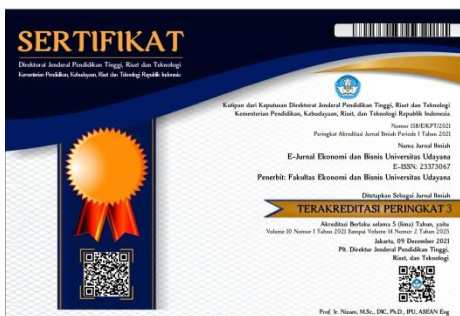 SERTIFIKAT
Direktorat Jenderal Pendidikan Tinggi, Riset dan Teknologi
Kementerian Pendidikan, Kebudayaan, Riset dan Teknologi Republik Indonesia
Kutipan dari Keputusan Direktorat Jenderal Pendidikan Tinggi, Riset dan Teknologi
Kementerian Pendidikan, Kebudayaan, Riset, dan Teknologi Republik Indonesia
Nomor 158/E/KPT/2021
Peringkat Akreditasi Jurnal Ilmiah Periode 1 Tahun 2021
Nama Jurnal Ilmiah
E-Jurnal Ekonomi dan Bisnis Universitas Udayana
E-ISSN: 23373067
Penerbit: Fakultas Ekonomi dan Bisnis Universitas Udayana
Ditetapkan Sebagai Jurnal Ilmiah
TERAKREDITASI PERINGKAT 3
Akreditasi Berlaku selama 5 (lima) Tahun, yaitu
Volume 10 Nomor 1 Tahun 2021 Sampai Volume 14 Nomor 2 Tahun 2025
Jakarta, 09 December 2021
Plt. Direktur Jenderal Pendidikan Tinggi,
Riset, dan Teknologi
Prof. Ir. Nizam, M.Sc., DIC, Ph.D., IPU, ASEAN Eng